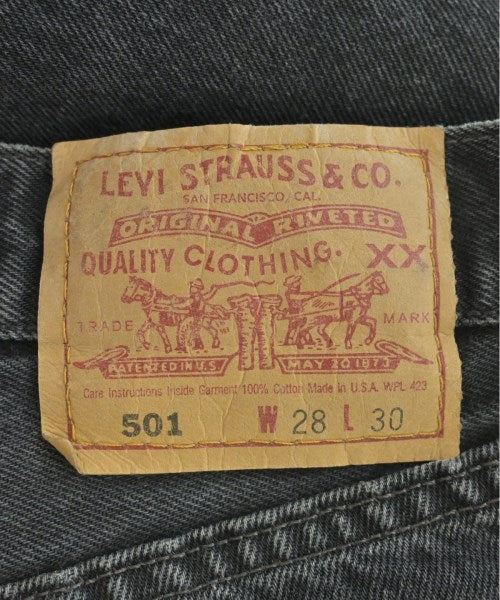 LEVI STRAUSS & CO.
SAN FRANCISCO, CAL.
ORIGINAL RIVETED
QUALITY CLOTHING. XX
TRADE MARK
PATENTED IN U.S. MAY 20 1873
Care Instructions Inside Garment 100% Cotton Made in U.S.A. WPL 423
501 W 28 L 30